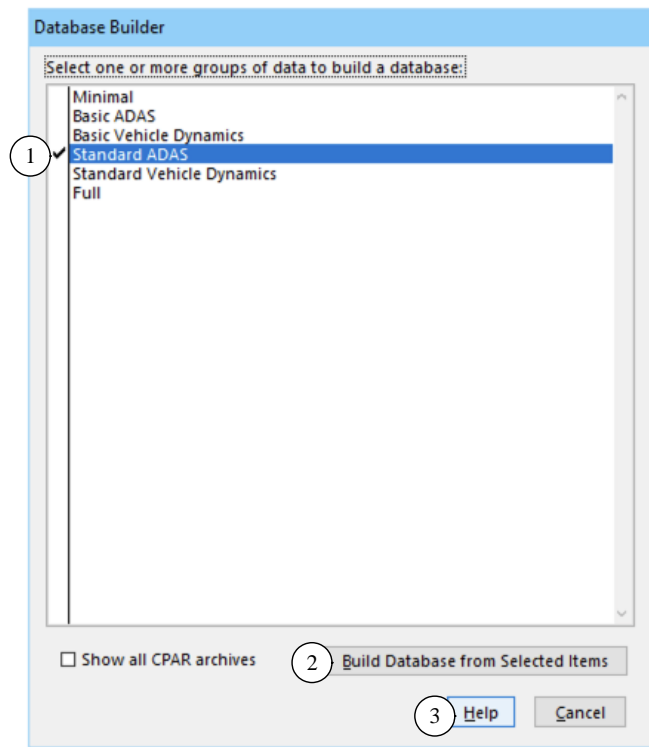 Database Builder
Select one or more groups of data to build a database:
Minimal
Basic ADAS
Basic Vehicle Dynamics
1 Standard ADAS
Standard Vehicle Dynamics
Full
Show all CPAR archives 2 Build Database from Selected Items
3 Help Cancel